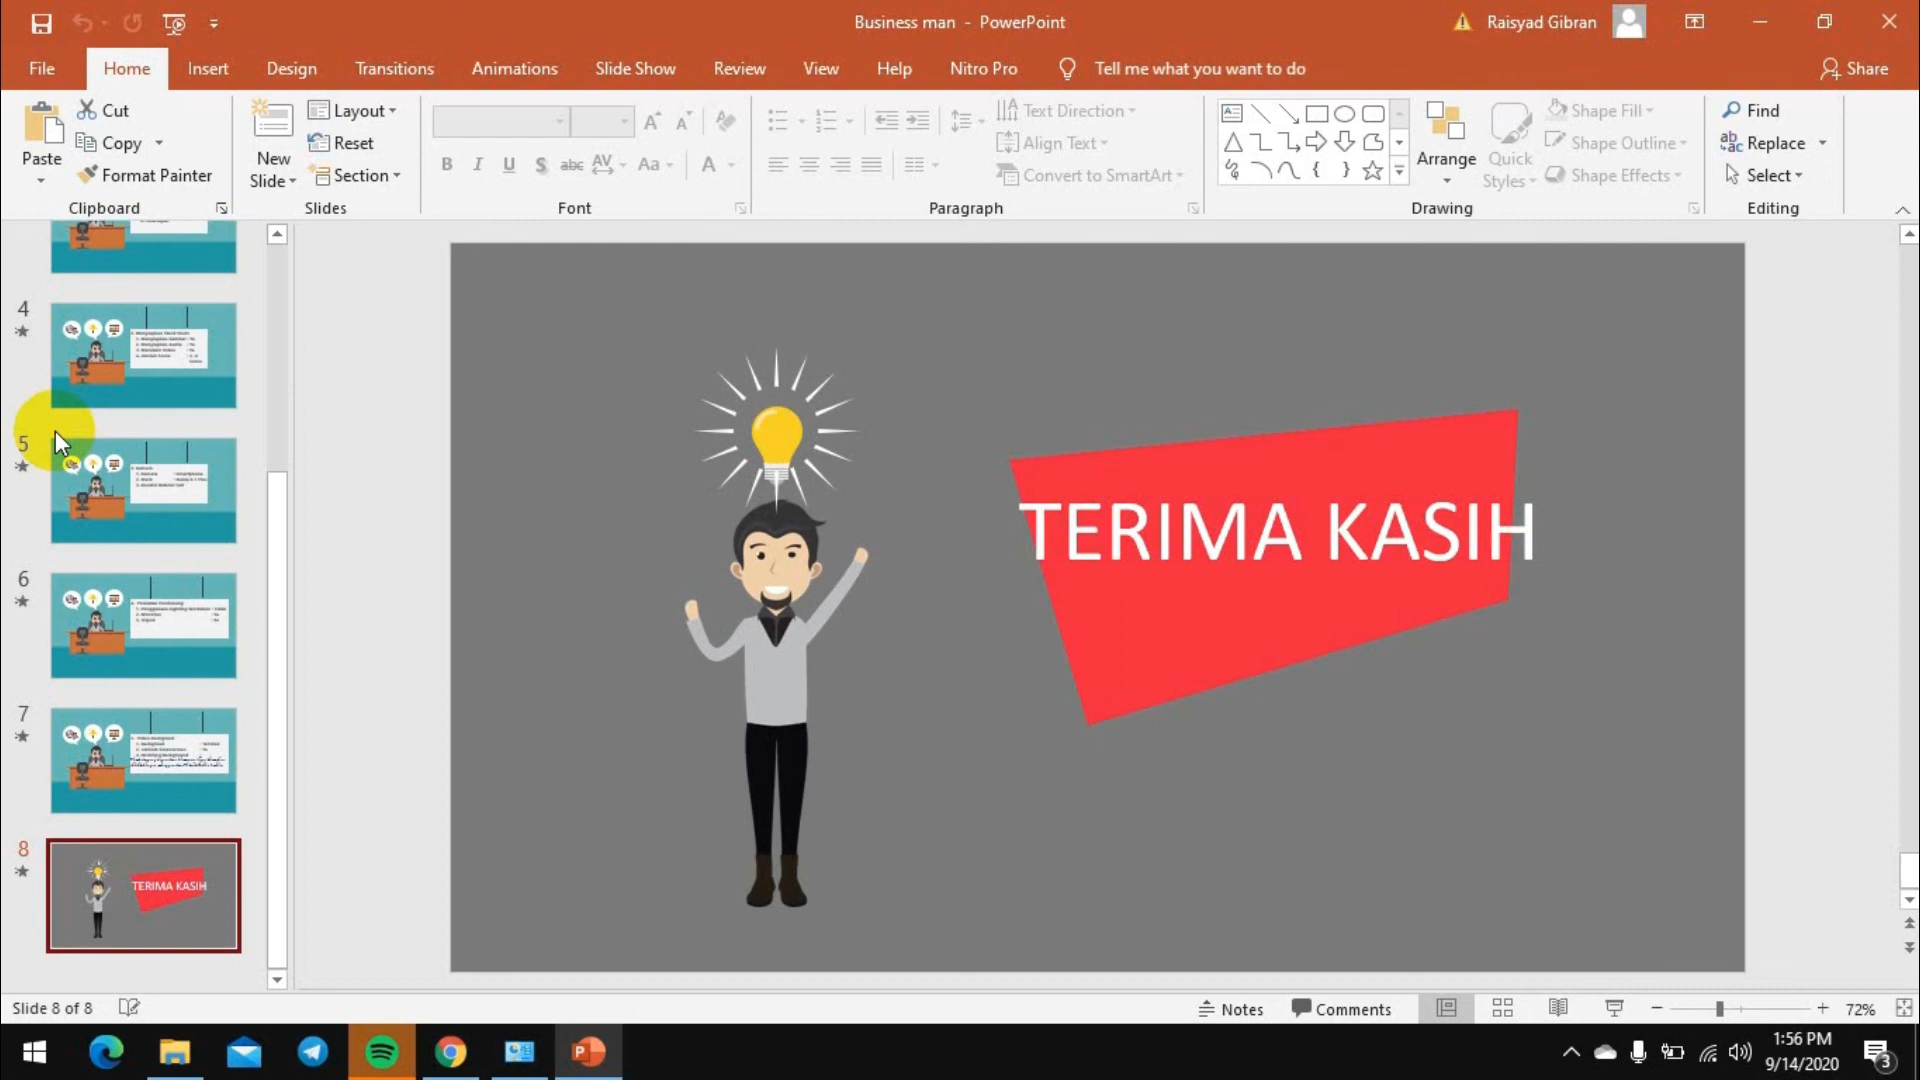 Business man - PowerPoint
Raisyad Gibran
File Home Insert Design Transitions Animations Slide Show Review View Help Nitro Pro Tell me what you want to do
Share
Paste
Cut
Copy
Format Painter
Clipboard
New
Slide
Layout
Reset
Section
Slides
B I U S abc AV Aa A
Font
Text Direction
Align Text
Convert to SmartArt
Paragraph
Arrange
Quick
Styles
Shape Fill
Shape Outline
Shape Effects
Drawing
Find
Replace
Select
Editing
4
5
6
7
8
TERIMA KASIH
TERIMA KASIH
Slide 8 of 8
Notes
Comments
72%
1:56 PM
9/14/2020
3